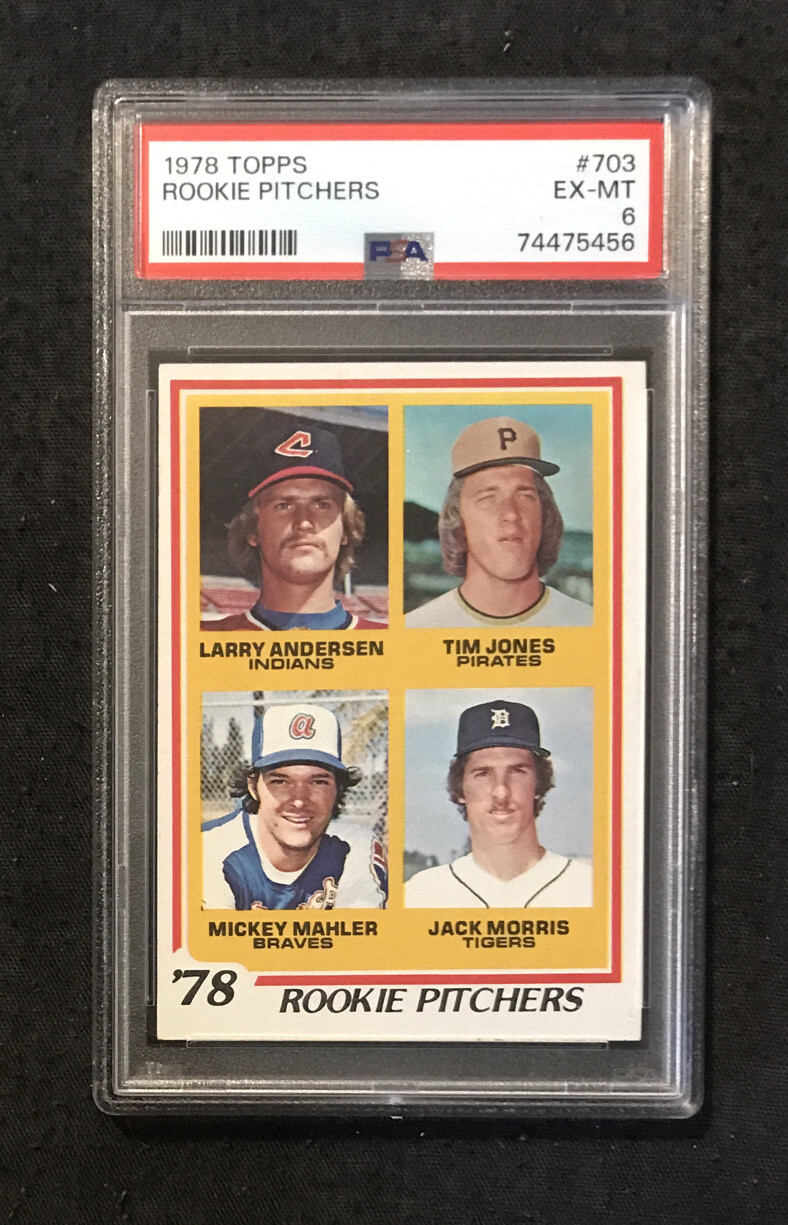 1978 TOPPS #703
ROOKIE PITCHERS EX-MT
6
PSA 74475456
C
P
LARRY ANDERSEN
INDIANS
TIM JONES
PIRATES
a
D
MICKEY MAHLER
BRAVES
JACK MORRIS
TIGERS
'78 ROOKIE PITCHERS
PSA